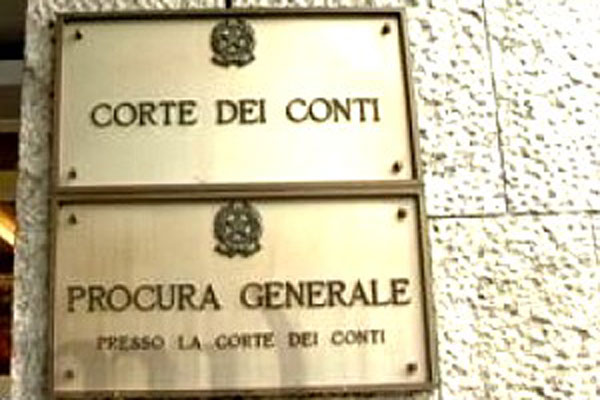 CORTE DEI CONTI
PROCURA GENERALE
PRESSO LA CORTE DEI CONTI